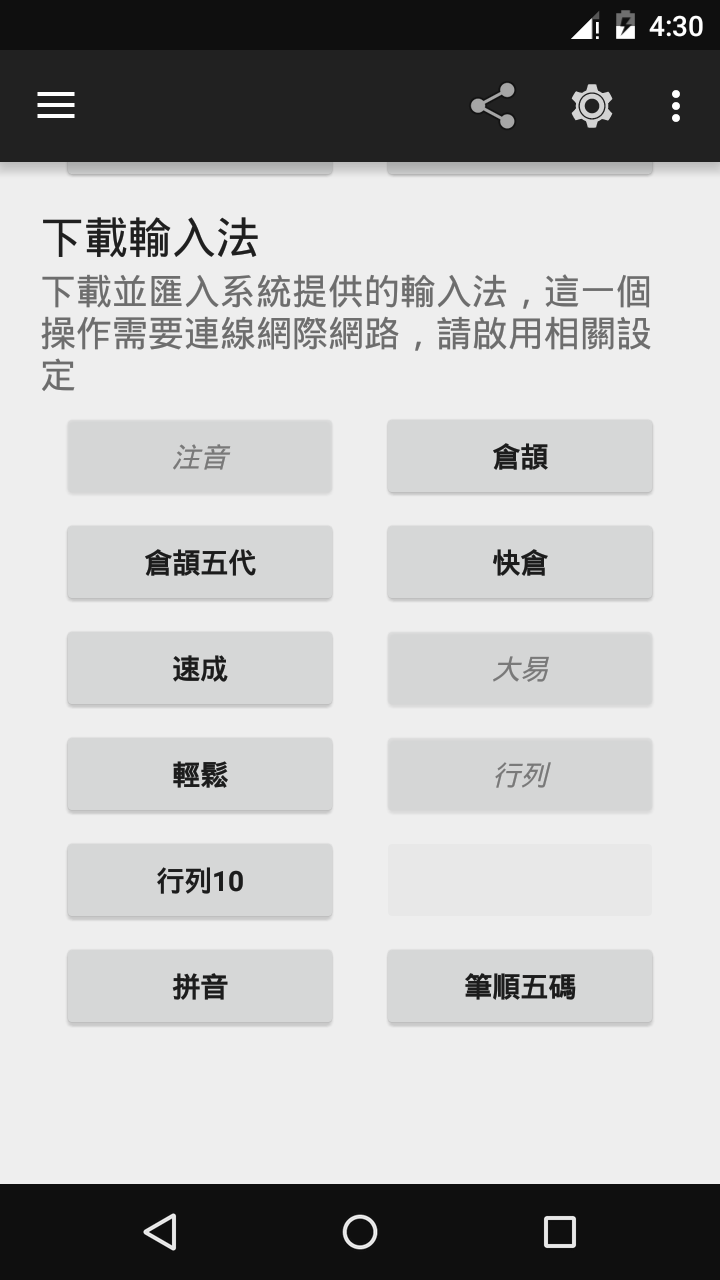 4:30
下載輸入法
下載並匯入系統提供的輸入法，這一個
操作需要連線網際網路，請啟用相關設
定
注音
倉頡
倉頡五代
快倉
速成
大易
輕鬆
行列
行列10
拼音
筆順五碼